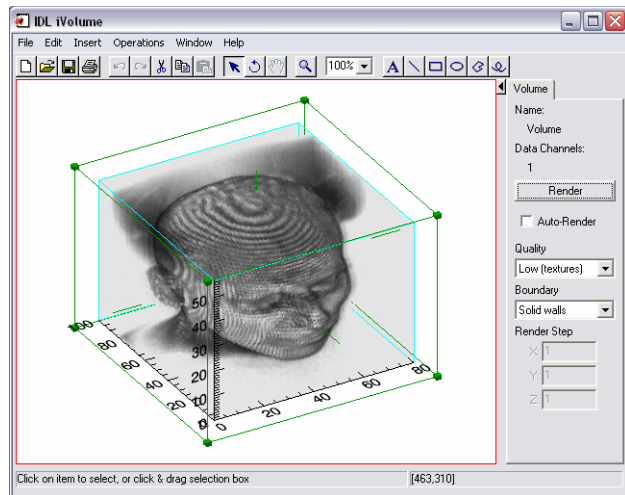 IDL iVolume
File Edit Insert Operations Window Help
100%
A
Volume
Name:
Volume
Data Channels:
1
Render
Auto-Render
Quality
Low (textures)
Boundary
Solid walls
Render Step
X: 1
Y: 1
Z: 1
50
40
30
20
10
100
80
60
40
20
0
0 20 40 60 80
Click on item to select, or click & drag selection box [463,310]